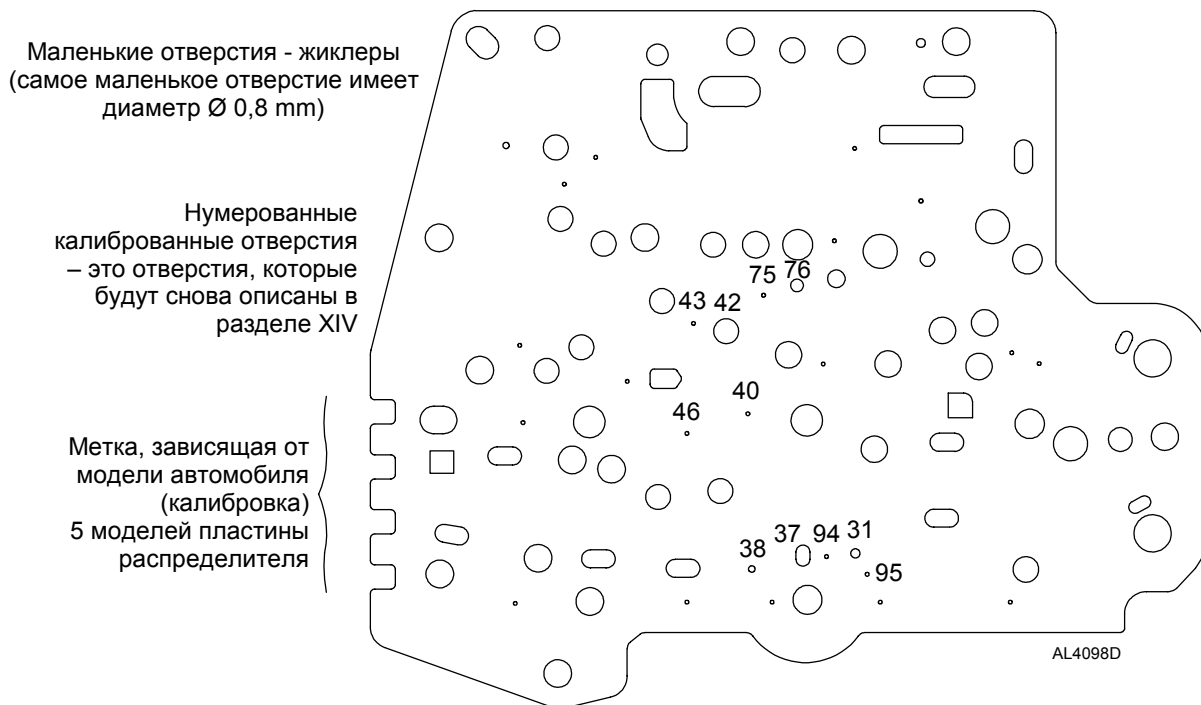 Маленькие отверстия - жиклеры
(самое маленькое отверстие имеет
диаметр Ø 0,8 mm)
Нумерованные
калиброванные отверстия
– это отверстия, которые
будут снова описаны в
разделе XIV
75 76
43 42
40
46
Метка, зависящая от
модели автомобиля
(калибровка)
5 моделей пластины
распределителя
38 37 94 31
95
AL4098D